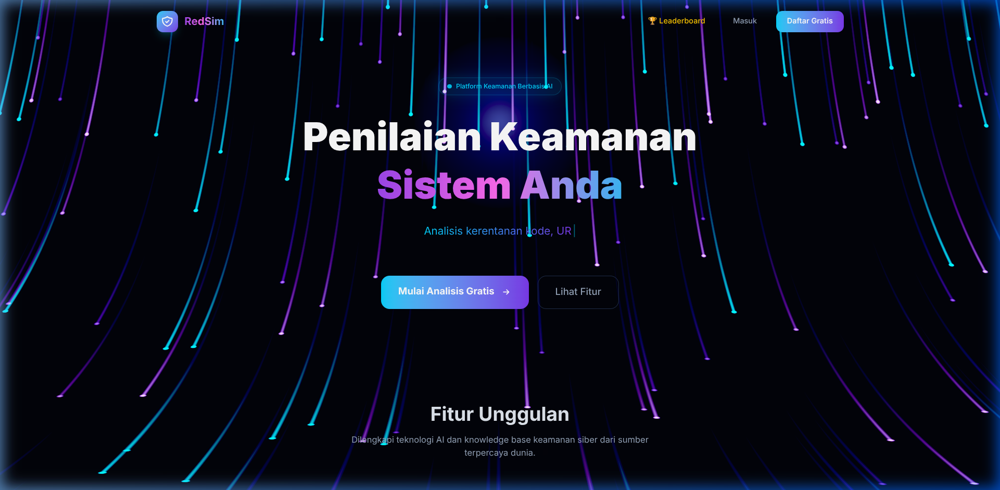 RedSim
🏆 Leaderboard
Masuk
Daftar Gratis
Platform Keamanan Berbasis AI
Penilaian Keamanan
Sistem Anda
Analisis kerentanan kode, UR
Mulai Analisis Gratis →
Lihat Fitur
Fitur Unggulan
Dilengkapi teknologi AI dan knowledge base keamanan siber dari sumber
terpercaya dunia.